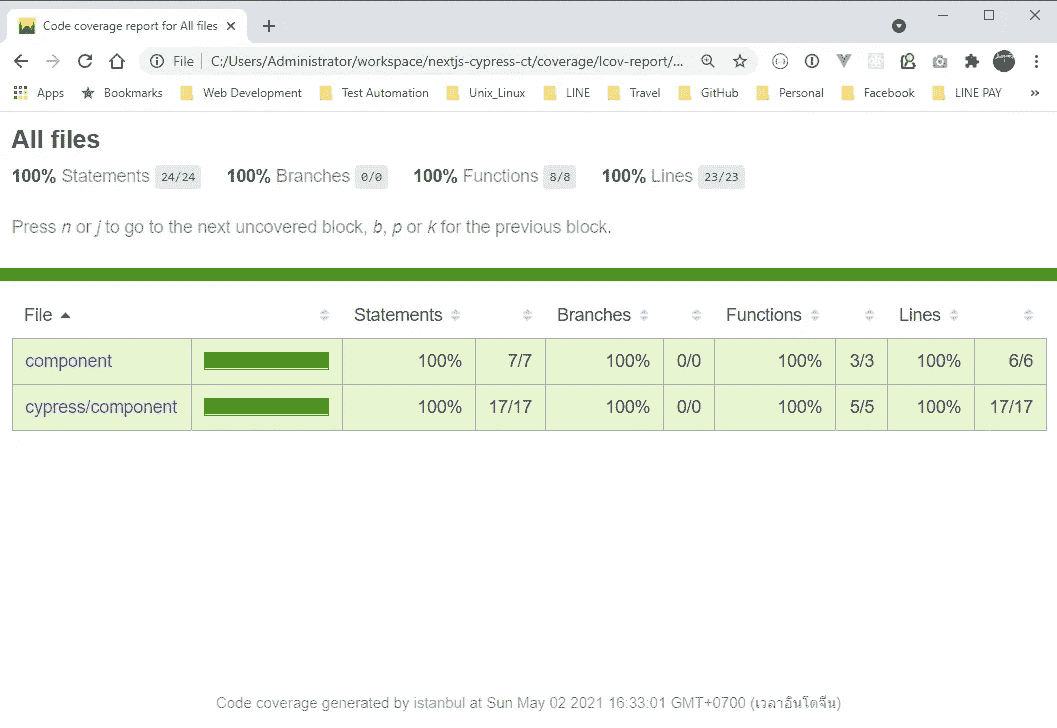 Code coverage report for All files
File C:/Users/Administrator/workspace/nextjs-cypress-ct/coverage/lcov-report/...
Apps Bookmarks Web Development Test Automation Unix_Linux LINE Travel GitHub Personal Facebook LINE PAY »
All files
100% Statements 24/24 100% Branches 0/0 100% Functions 8/8 100% Lines 23/23
Press n or j to go to the next uncovered block, b, p or k for the previous block.
File Statements Branches Functions Lines
component 100% 7/7 100% 0/0 100% 3/3 100% 6/6
cypress/component 100% 17/17 100% 0/0 100% 5/5 100% 17/17
Code coverage generated by istanbul at Sun May 02 2021 16:33:01 GMT+0700 (เวลาอินโดจีน)